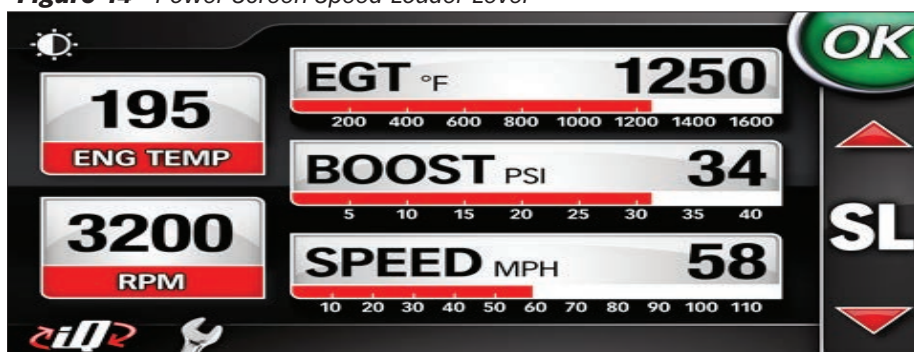 Figure 14 Power Screen Speed-Loader Level
OK
195
ENG TEMP
3200
RPM
EGT °F 1250
200 400 600 800 1000 1200 1400 1600
BOOST PSI 34
5 10 15 20 25 30 35 40
SPEED MPH 58
10 20 30 40 50 60 70 80 90 100 110
SL
iQ